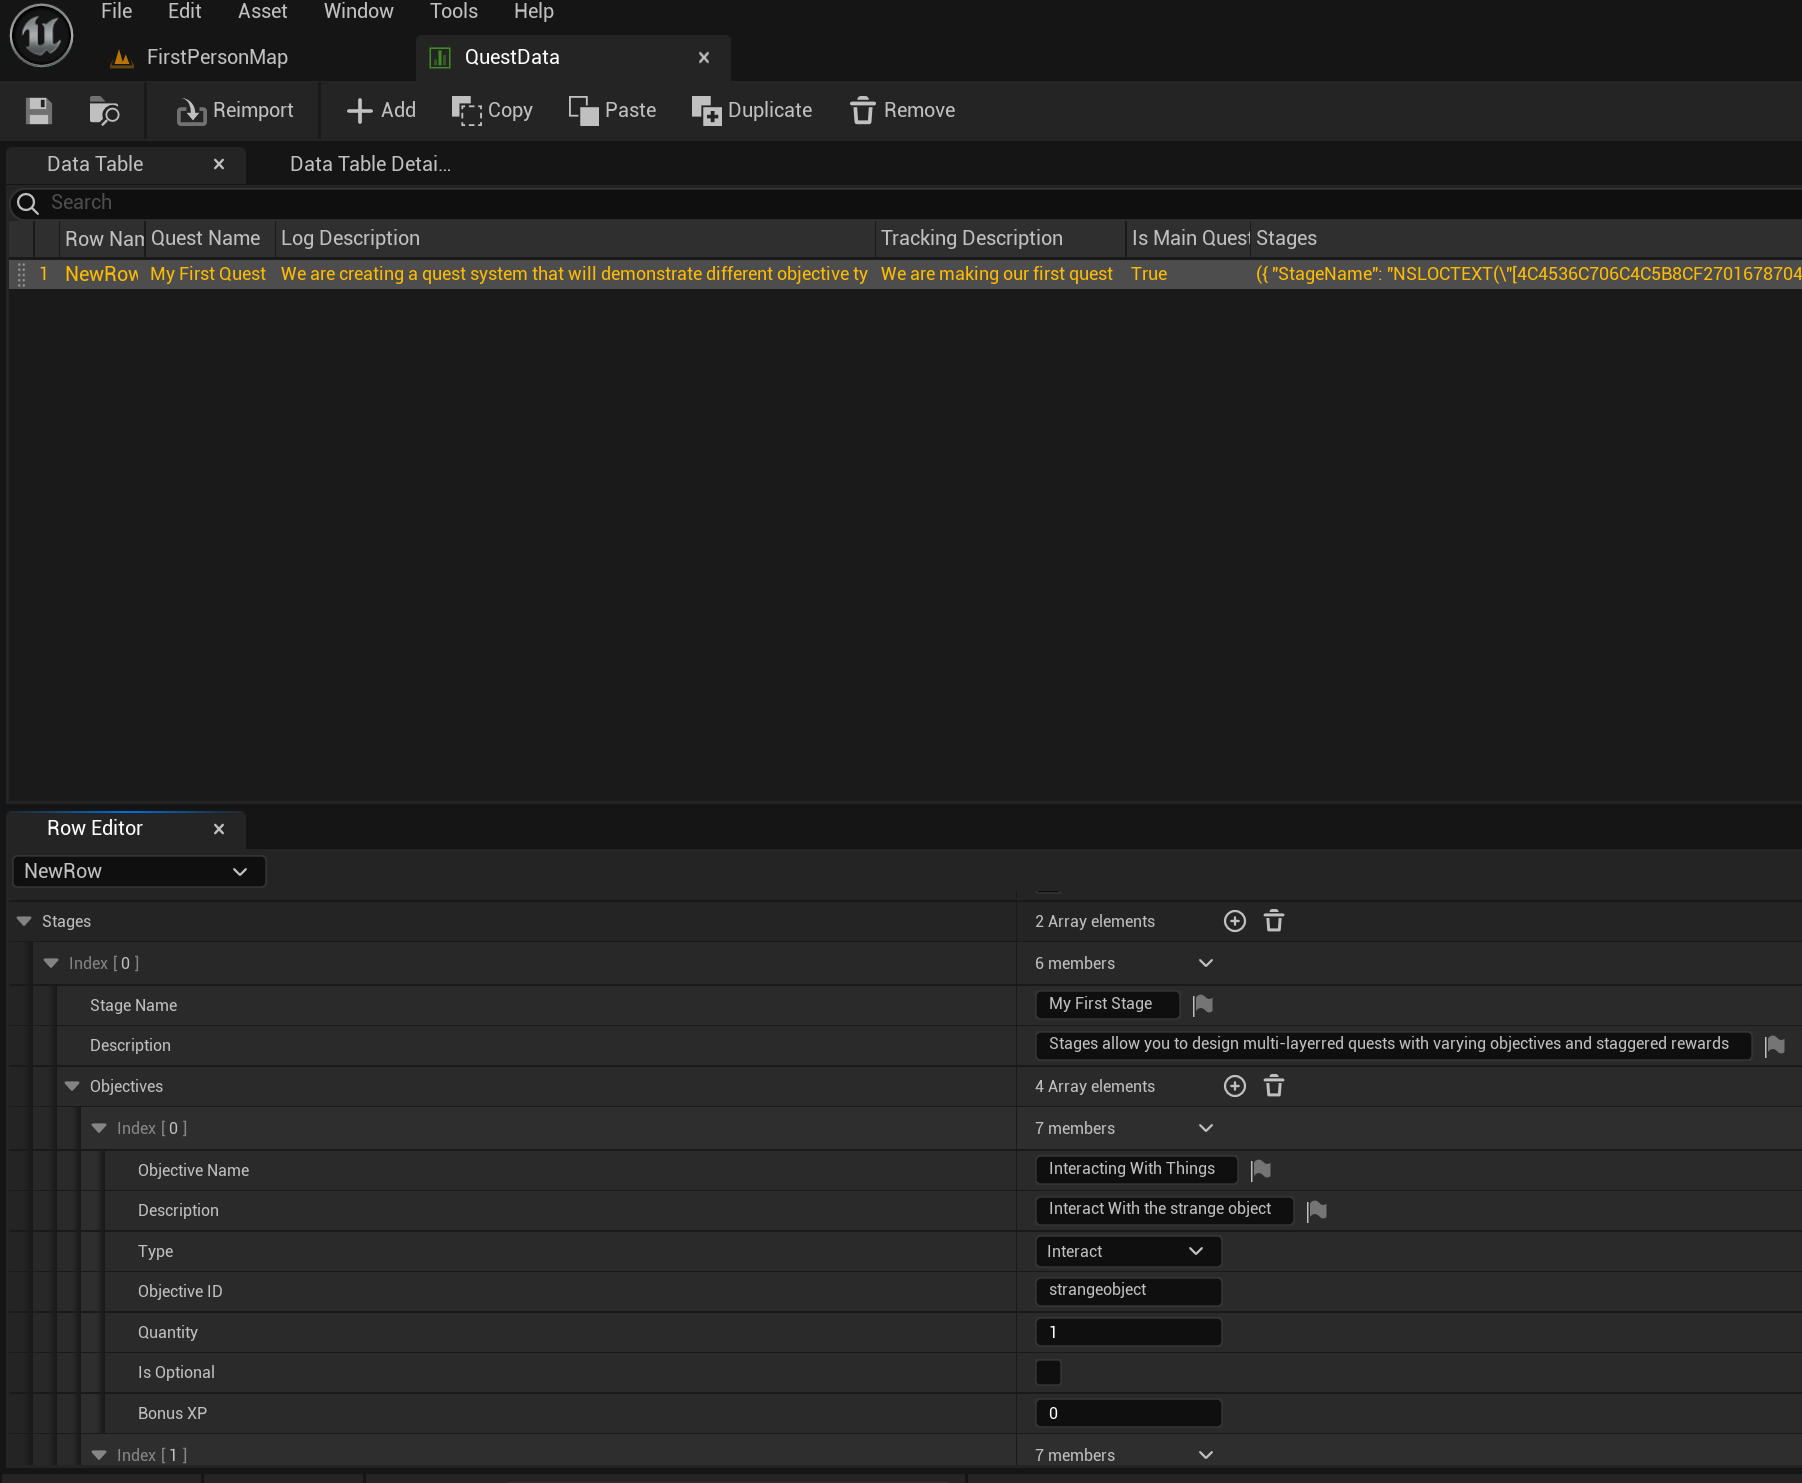 File Edit Asset Window Tools Help
FirstPersonMap QuestData
Reimport Add Copy Paste Duplicate Remove
Data Table Data Table Detai...
Search
Row Nan Quest Name Log Description Tracking Description Is Main Quest Stages
1 NewRow My First Quest We are creating a quest system that will demonstrate different objective ty We are making our first quest True ({ "StageName": "NSLOCTEXT(\"[4C4536C706C4C5B8CF2701678704
Row Editor
NewRow
Stages 2 Array elements
Index [ 0 ] 6 members
Stage Name My First Stage
Description Stages allow you to design multi-layerred quests with varying objectives and staggered rewards
Objectives 4 Array elements
Index [ 0 ] 7 members
Objective Name Interacting With Things
Description Interact With the strange object
Type Interact
Objective ID strangeobject
Quantity 1
Is Optional
Bonus XP 0
Index [ 1 ] 7 members